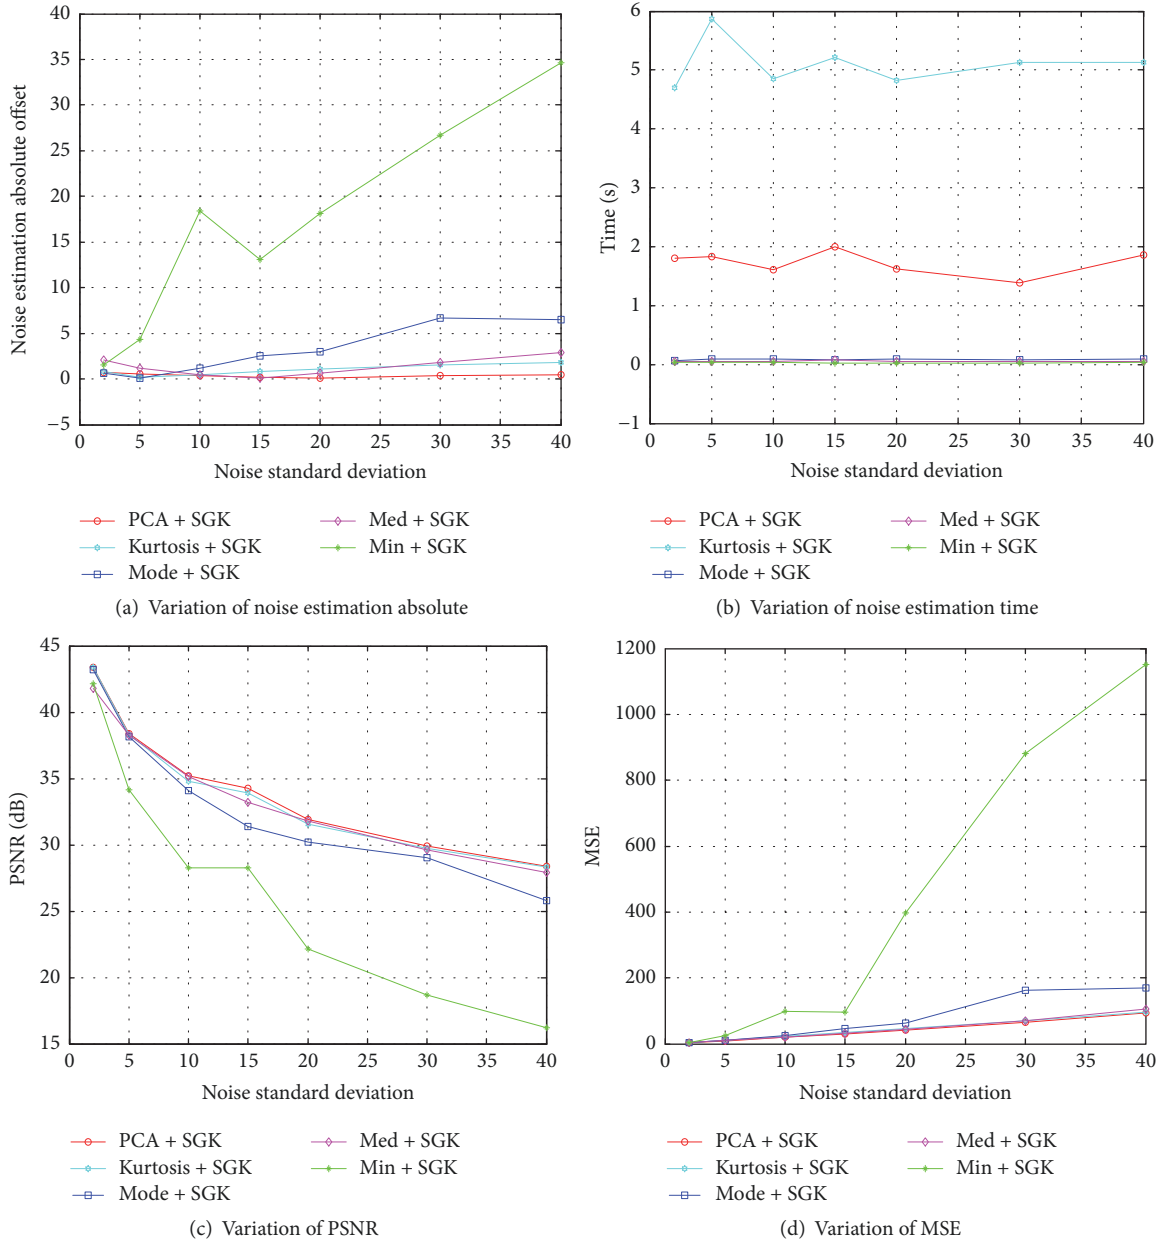 40
35
30
25
20
15
10
5
0
−5
Noise estimation absolute offset
0 5 10 15 20 25 30 35 40
Noise standard deviation
PCA + SGK
Kurtosis + SGK
Mode + SGK
Med + SGK
Min + SGK
(a) Variation of noise estimation absolute
6
5
4
3
2
1
0
−1
Time (s)
0 5 10 15 20 25 30 35 40
Noise standard deviation
PCA + SGK
Kurtosis + SGK
Mode + SGK
Med + SGK
Min + SGK
(b) Variation of noise estimation time
45
40
35
30
25
20
15
PSNR (dB)
0 5 10 15 20 25 30 35 40
Noise standard deviation
PCA + SGK
Kurtosis + SGK
Mode + SGK
Med + SGK
Min + SGK
(c) Variation of PSNR
1200
1000
800
600
400
200
0
MSE
0 5 10 15 20 25 30 35 40
Noise standard deviation
PCA + SGK
Kurtosis + SGK
Mode + SGK
Med + SGK
Min + SGK
(d) Variation of MSE